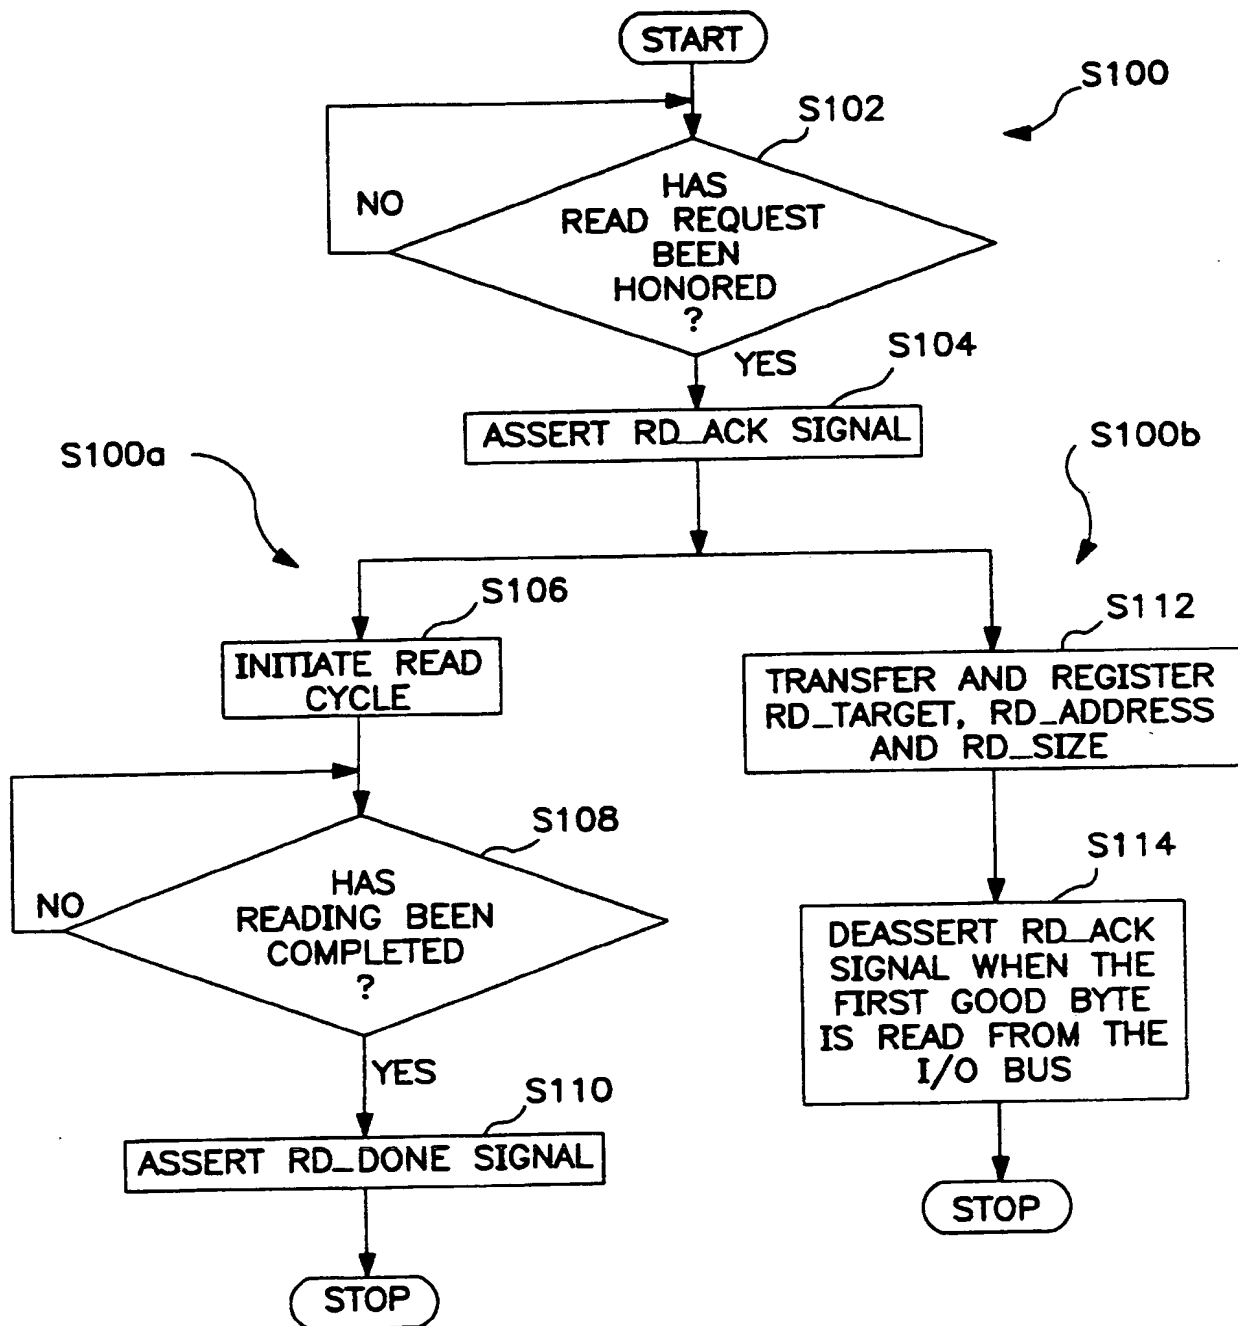 START
S100
S102
HAS
READ REQUEST
BEEN
HONORED
?
NO
YES
S104
ASSERT RD_ACK SIGNAL
S100a
S100b
S106
INITIATE READ
CYCLE
S112
TRANSFER AND REGISTER
RD_TARGET, RD_ADDRESS
AND RD_SIZE
S108
HAS
READING BEEN
COMPLETED
?
NO
YES
S114
DEASSERT RD_ACK
SIGNAL WHEN THE
FIRST GOOD BYTE
IS READ FROM THE
I/O BUS
S110
ASSERT RD_DONE SIGNAL
STOP
STOP